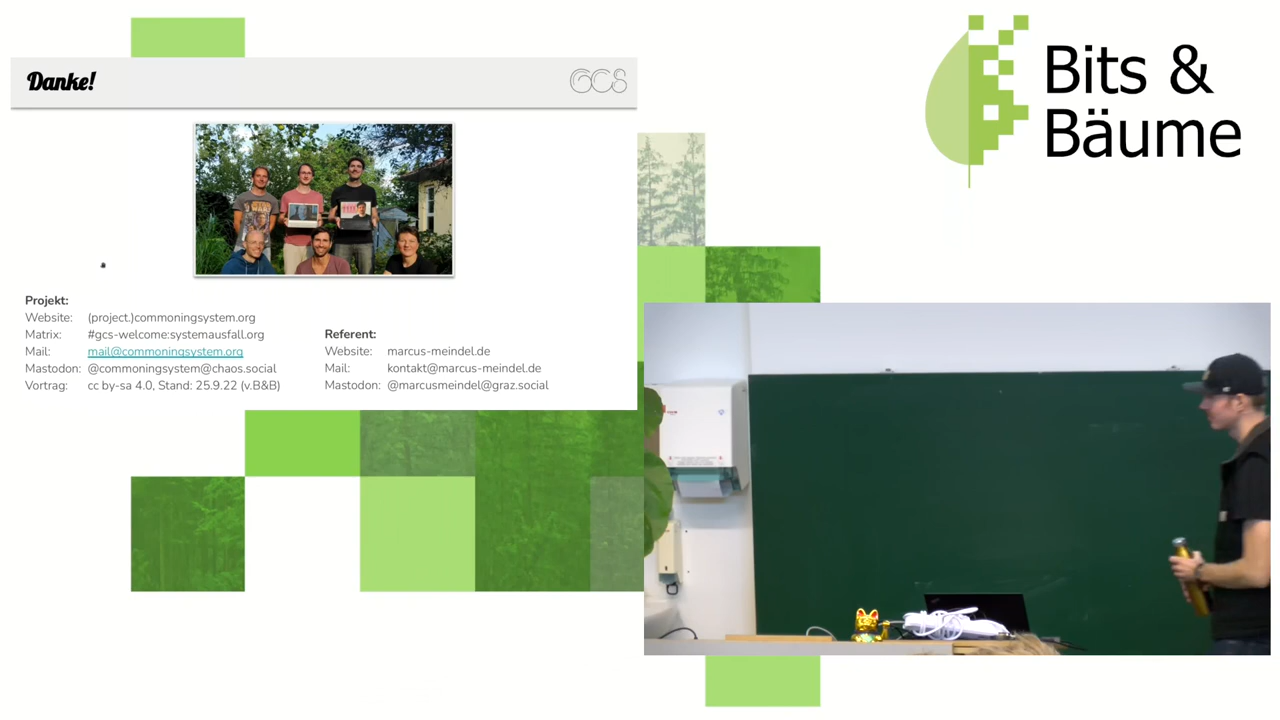 Danke!
GCS
Projekt:
Website: (project.)commoningsystem.org
Matrix: #gcs-welcome:systemausfall.org
Mail: mail@commoningsystem.org
Mastodon: @commoningsystem@chaos.social
Vortrag: cc by-sa 4.0, Stand: 25.9.22 (v.B&B)
Referent:
Website: marcus-meindel.de
Mail: kontakt@marcus-meindel.de
Mastodon: @marcusmeindel@graz.social
Bits &
Bäume